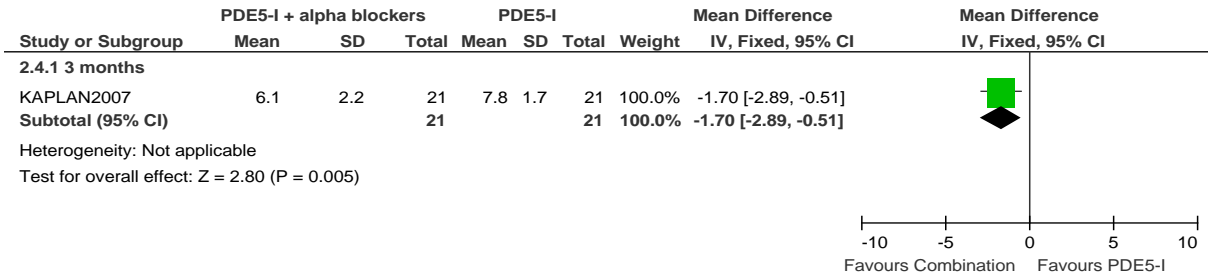 PDE5-I + alpha blockers PDE5-I Mean Difference Mean Difference
Study or Subgroup Mean SD Total Mean SD Total Weight IV, Fixed, 95% CI IV, Fixed, 95% CI
2.4.1 3 months
KAPLAN2007 6.1 2.2 21 7.8 1.7 21 100.0% -1.70 [-2.89, -0.51]
Subtotal (95% CI) 21 21 100.0% -1.70 [-2.89, -0.51]
Heterogeneity: Not applicable
Test for overall effect: Z = 2.80 (P = 0.005)
-10 -5 0 5 10
Favours Combination Favours PDE5-I